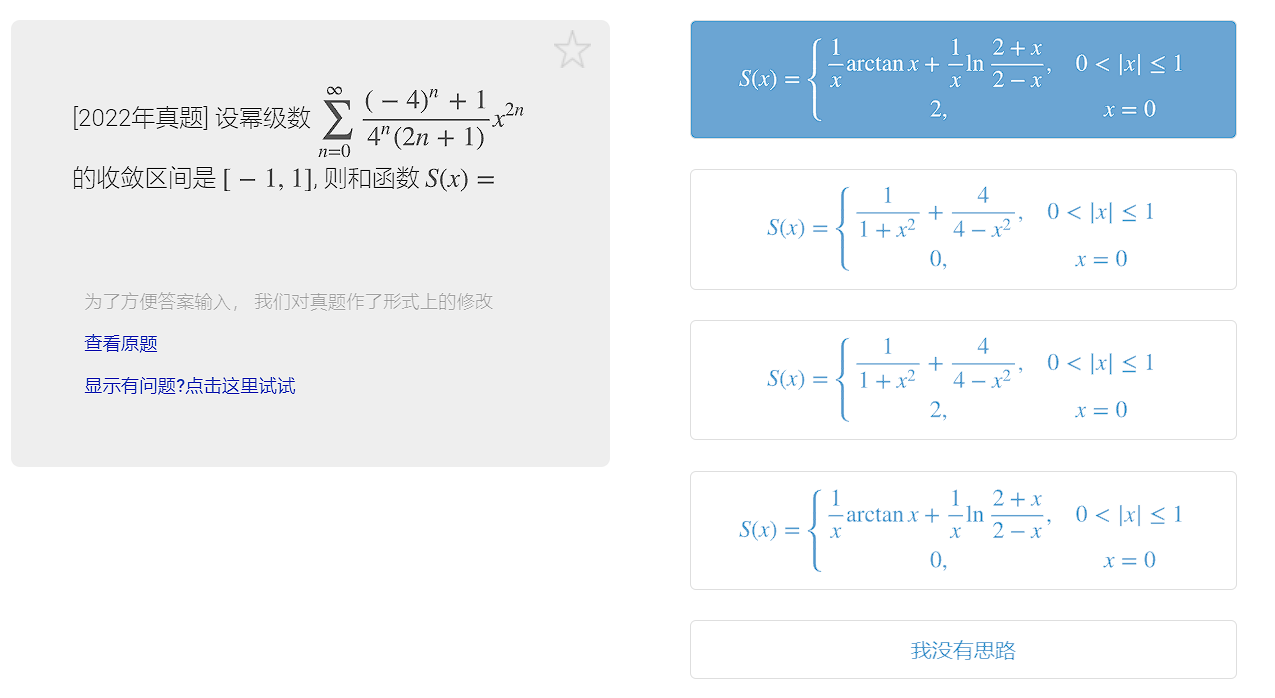 [2022年真题] 设幂级数 $\sum_{n=0}^{\infty} \frac{(-4)^n + 1}{4^n(2n+1)} x^{2n}$
的收敛区间是 $[-1, 1]$, 则和函数 $S(x) =$
为了方便答案输入， 我们对真题作了形式上的修改
查看原题
显示有问题?点击这里试试
$S(x) = \begin{cases} \frac{1}{x}\arctan x + \frac{1}{x}\ln\frac{2+x}{2-x}, & 0 < |x| \leq 1 \\ 2, & x = 0 \end{cases}$
$S(x) = \begin{cases} \frac{1}{1+x^2} + \frac{4}{4-x^2}, & 0 < |x| \leq 1 \\ 0, & x = 0 \end{cases}$
$S(x) = \begin{cases} \frac{1}{1+x^2} + \frac{4}{4-x^2}, & 0 < |x| \leq 1 \\ 2, & x = 0 \end{cases}$
$S(x) = \begin{cases} \frac{1}{x}\arctan x + \frac{1}{x}\ln\frac{2+x}{2-x}, & 0 < |x| \leq 1 \\ 0, & x = 0 \end{cases}$
我没有思路